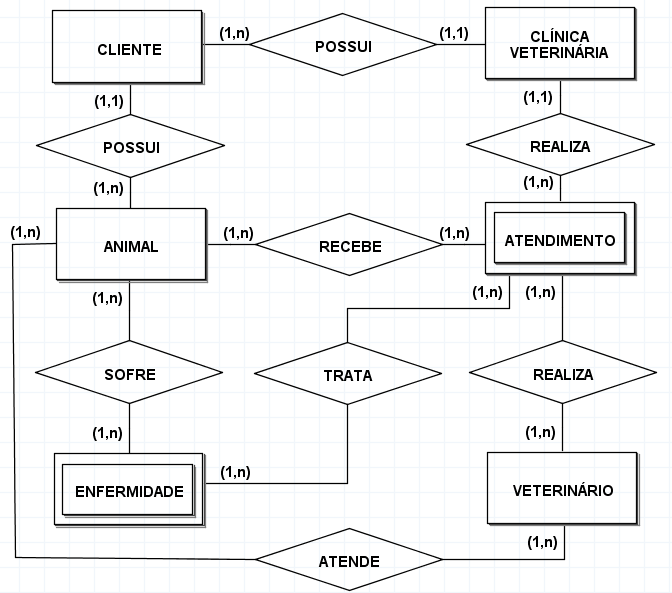 CLIENTE
(1,n)
POSSUI
(1,1)
CLÍNICA
VETERINÁRIA
(1,1)
POSSUI
(1,n)
(1,1)
REALIZA
(1,n)
(1,n)
ANIMAL
(1,n)
RECEBE
(1,n)
ATENDIMENTO
(1,n)
(1,n)
(1,n)
SOFRE
TRATA
REALIZA
(1,n)
(1,n)
(1,n)
ENFERMIDADE
VETERINÁRIO
(1,n)
ATENDE